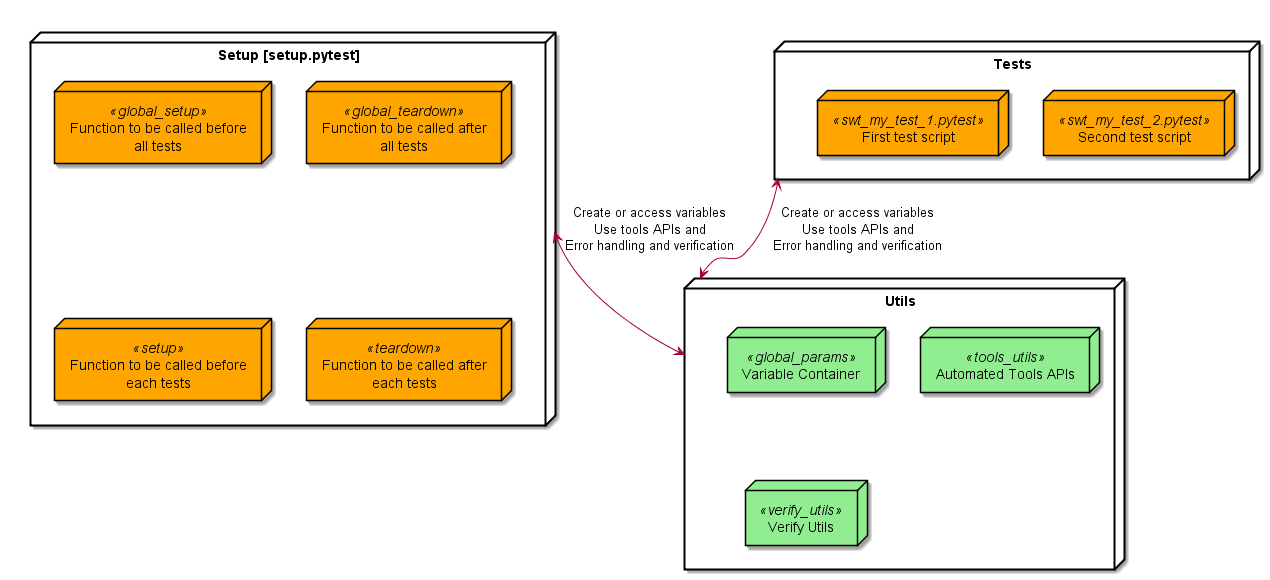 Setup [setup.pytest]
«global_setup»
Function to be called before
all tests
«global_teardown»
Function to be called after
all tests
«setup»
Function to be called before
each tests
«teardown»
Function to be called after
each tests
Tests
«swt_my_test_1.pytest»
First test script
«swt_my_test_2.pytest»
Second test script
Create or access variables
Use tools APIs and
Error handling and verification
Create or access variables
Use tools APIs and
Error handling and verification
Utils
«global_params»
Variable Container
«tools_utils»
Automated Tools APIs
«verify_utils»
Verify Utils